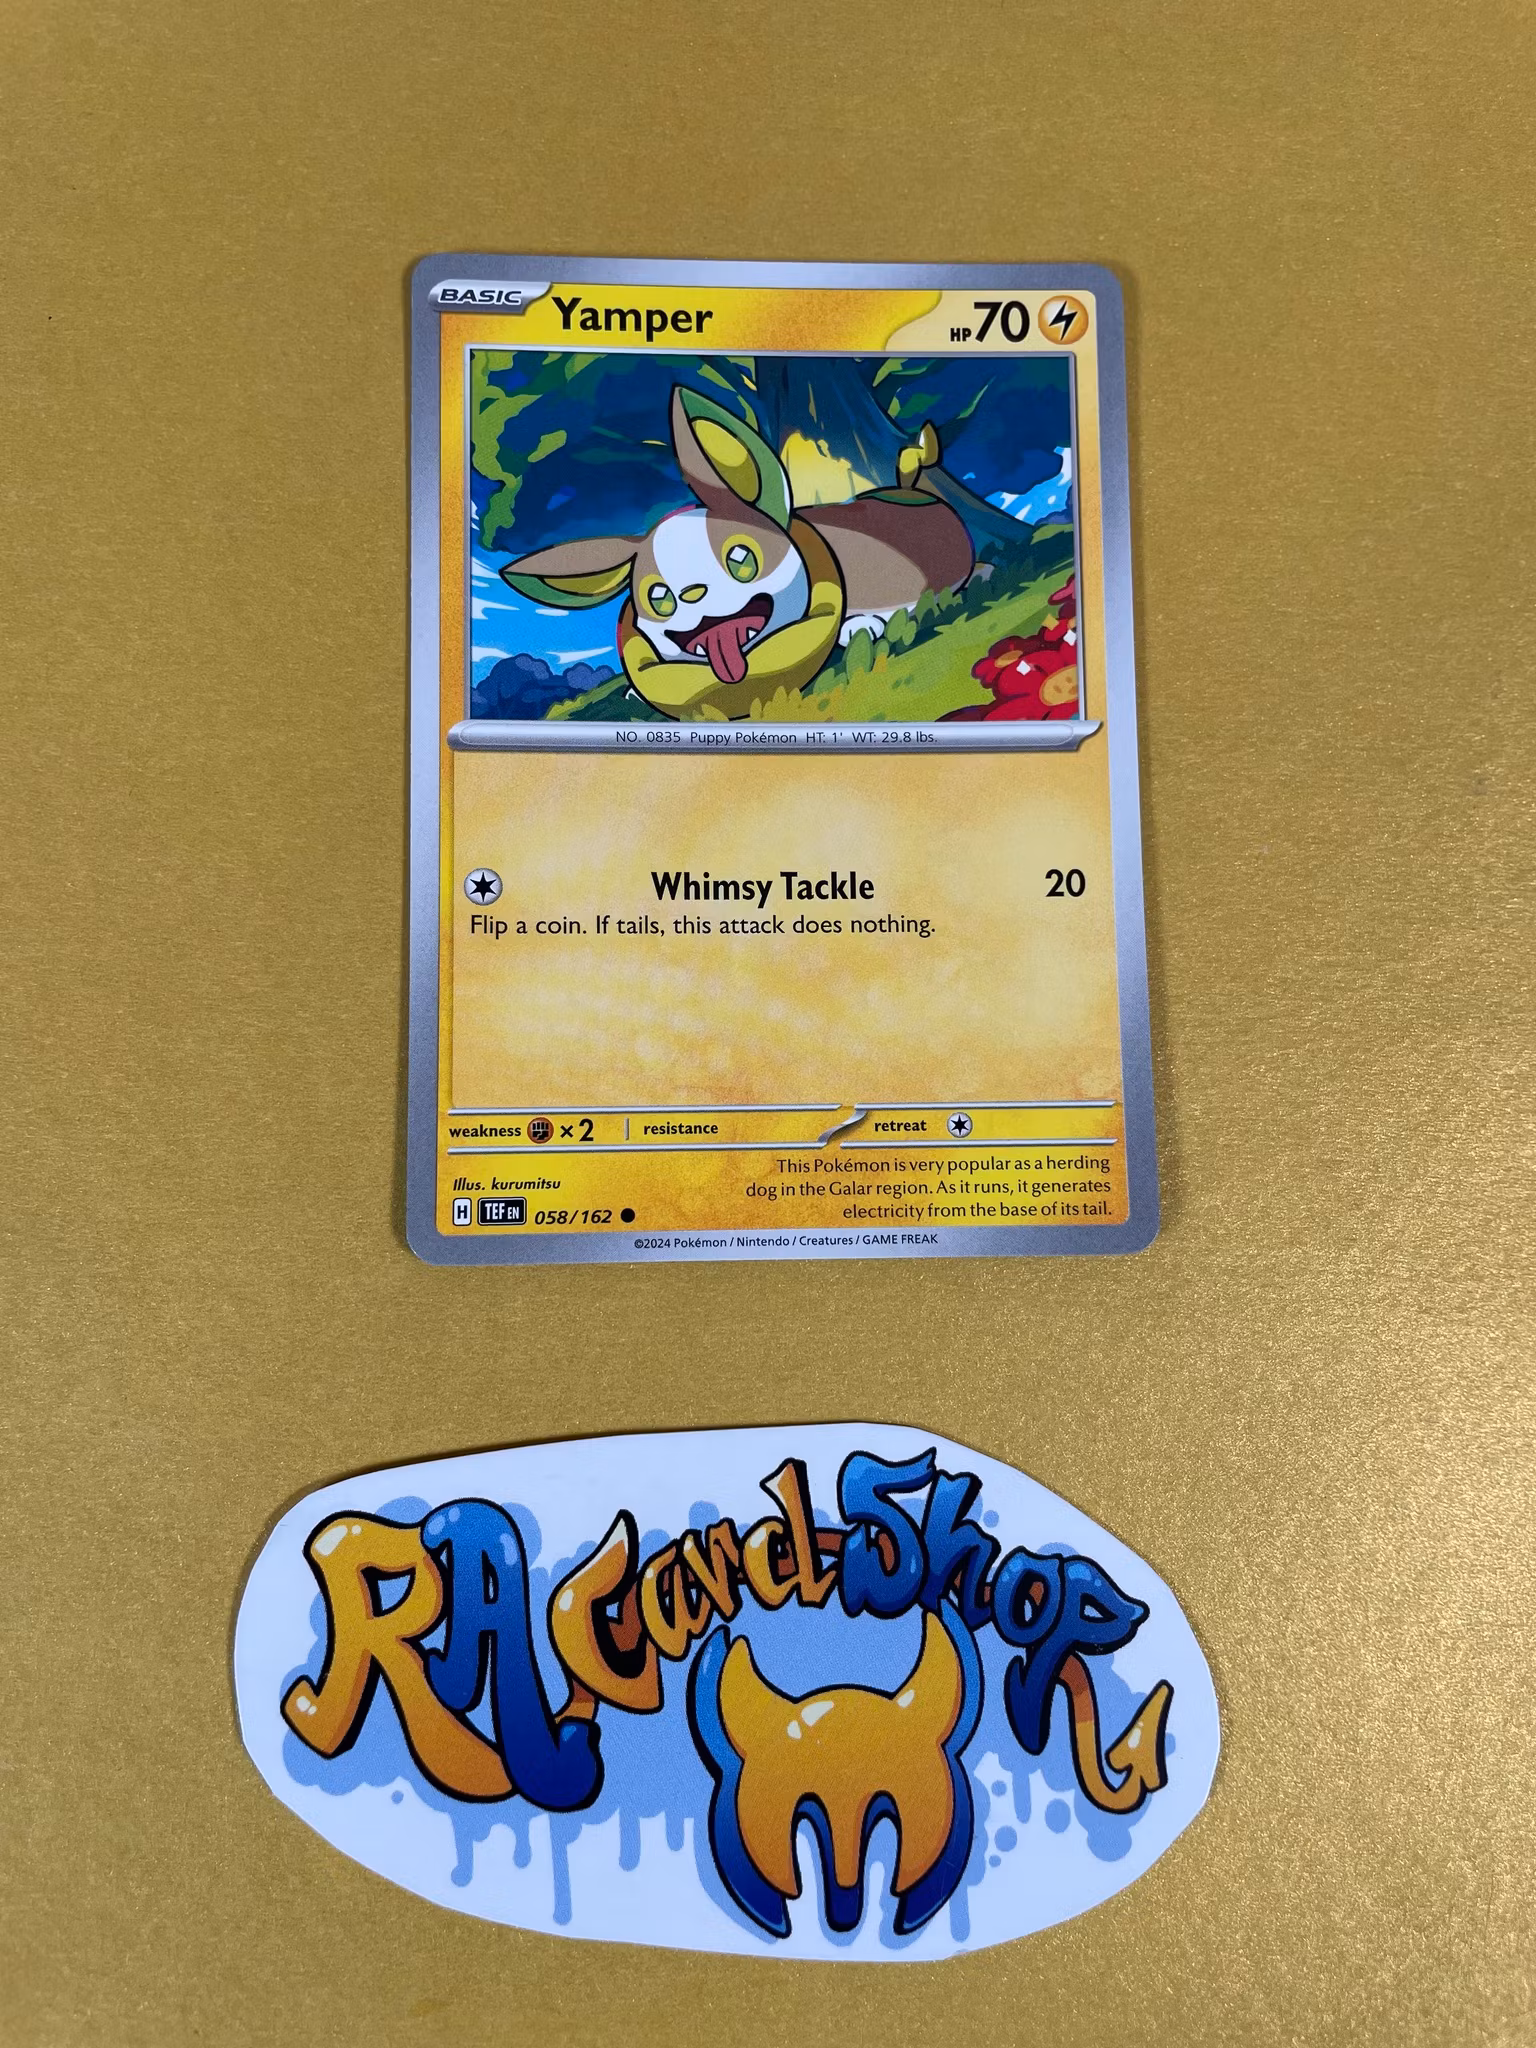 BASIC Yamper HP 70
NO. 0835 Puppy Pokémon HT: 1' WT: 29.8 lbs.
Whimsy Tackle 20
Flip a coin. If tails, this attack does nothing.
weakness ×2 resistance retreat
This Pokémon is very popular as a herding
dog in the Galar region. As it runs, it generates
electricity from the base of its tail.
Illus. kurumitsu
H TEF EN 058/162
©2024 Pokémon / Nintendo / Creatures / GAME FREAK
RA Card Shop